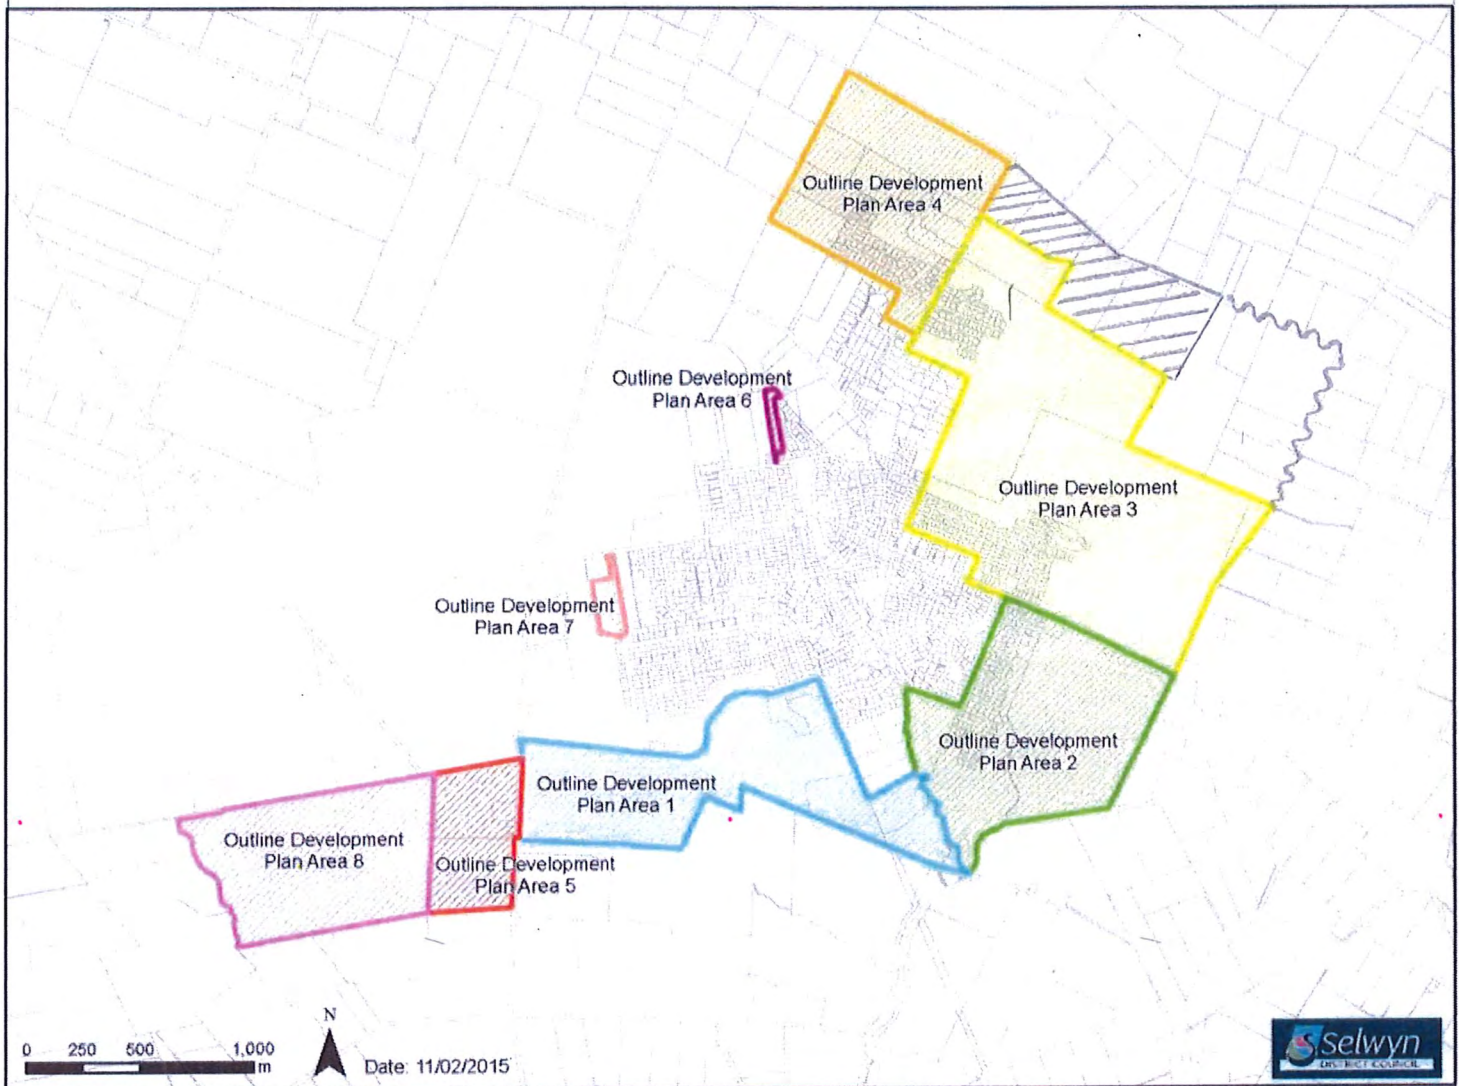 Outline Development
Plan Area 4
Outline Development
Plan Area 6
Outline Development
Plan Area 3
Outline Development
Plan Area 7
Outline Development
Plan Area 2
Outline Development
Plan Area 1
Outline Development
Plan Area 8
Outline Development
Plan Area 5
N
0 250 500 1,000
m
Date: 11/02/2015
Selwyn
DISTRICT COUNCIL